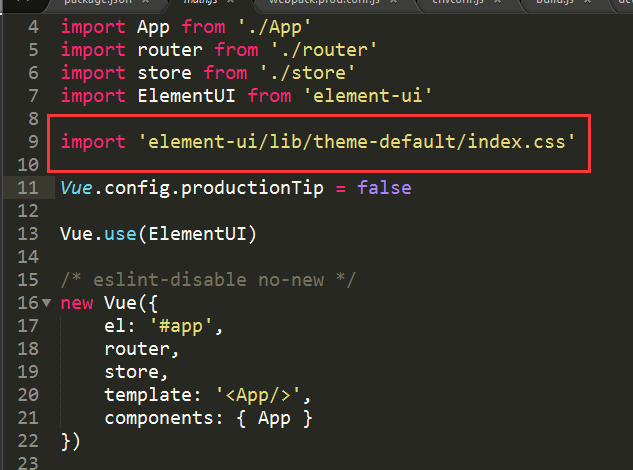 package.json × main.js × webpack.prod.conf.js × envconf.js × build.js ×
4 import App from './App'
5 import router from './router'
6 import store from './store'
7 import ElementUI from 'element-ui'
8
9 import 'element-ui/lib/theme-default/index.css'
10
11 Vue.config.productionTip = false
12
13 Vue.use(ElementUI)
14
15 /* eslint-disable no-new */
16 new Vue({
17 el: '#app',
18 router,
19 store,
20 template: '<App/>',
21 components: { App }
22 })
23